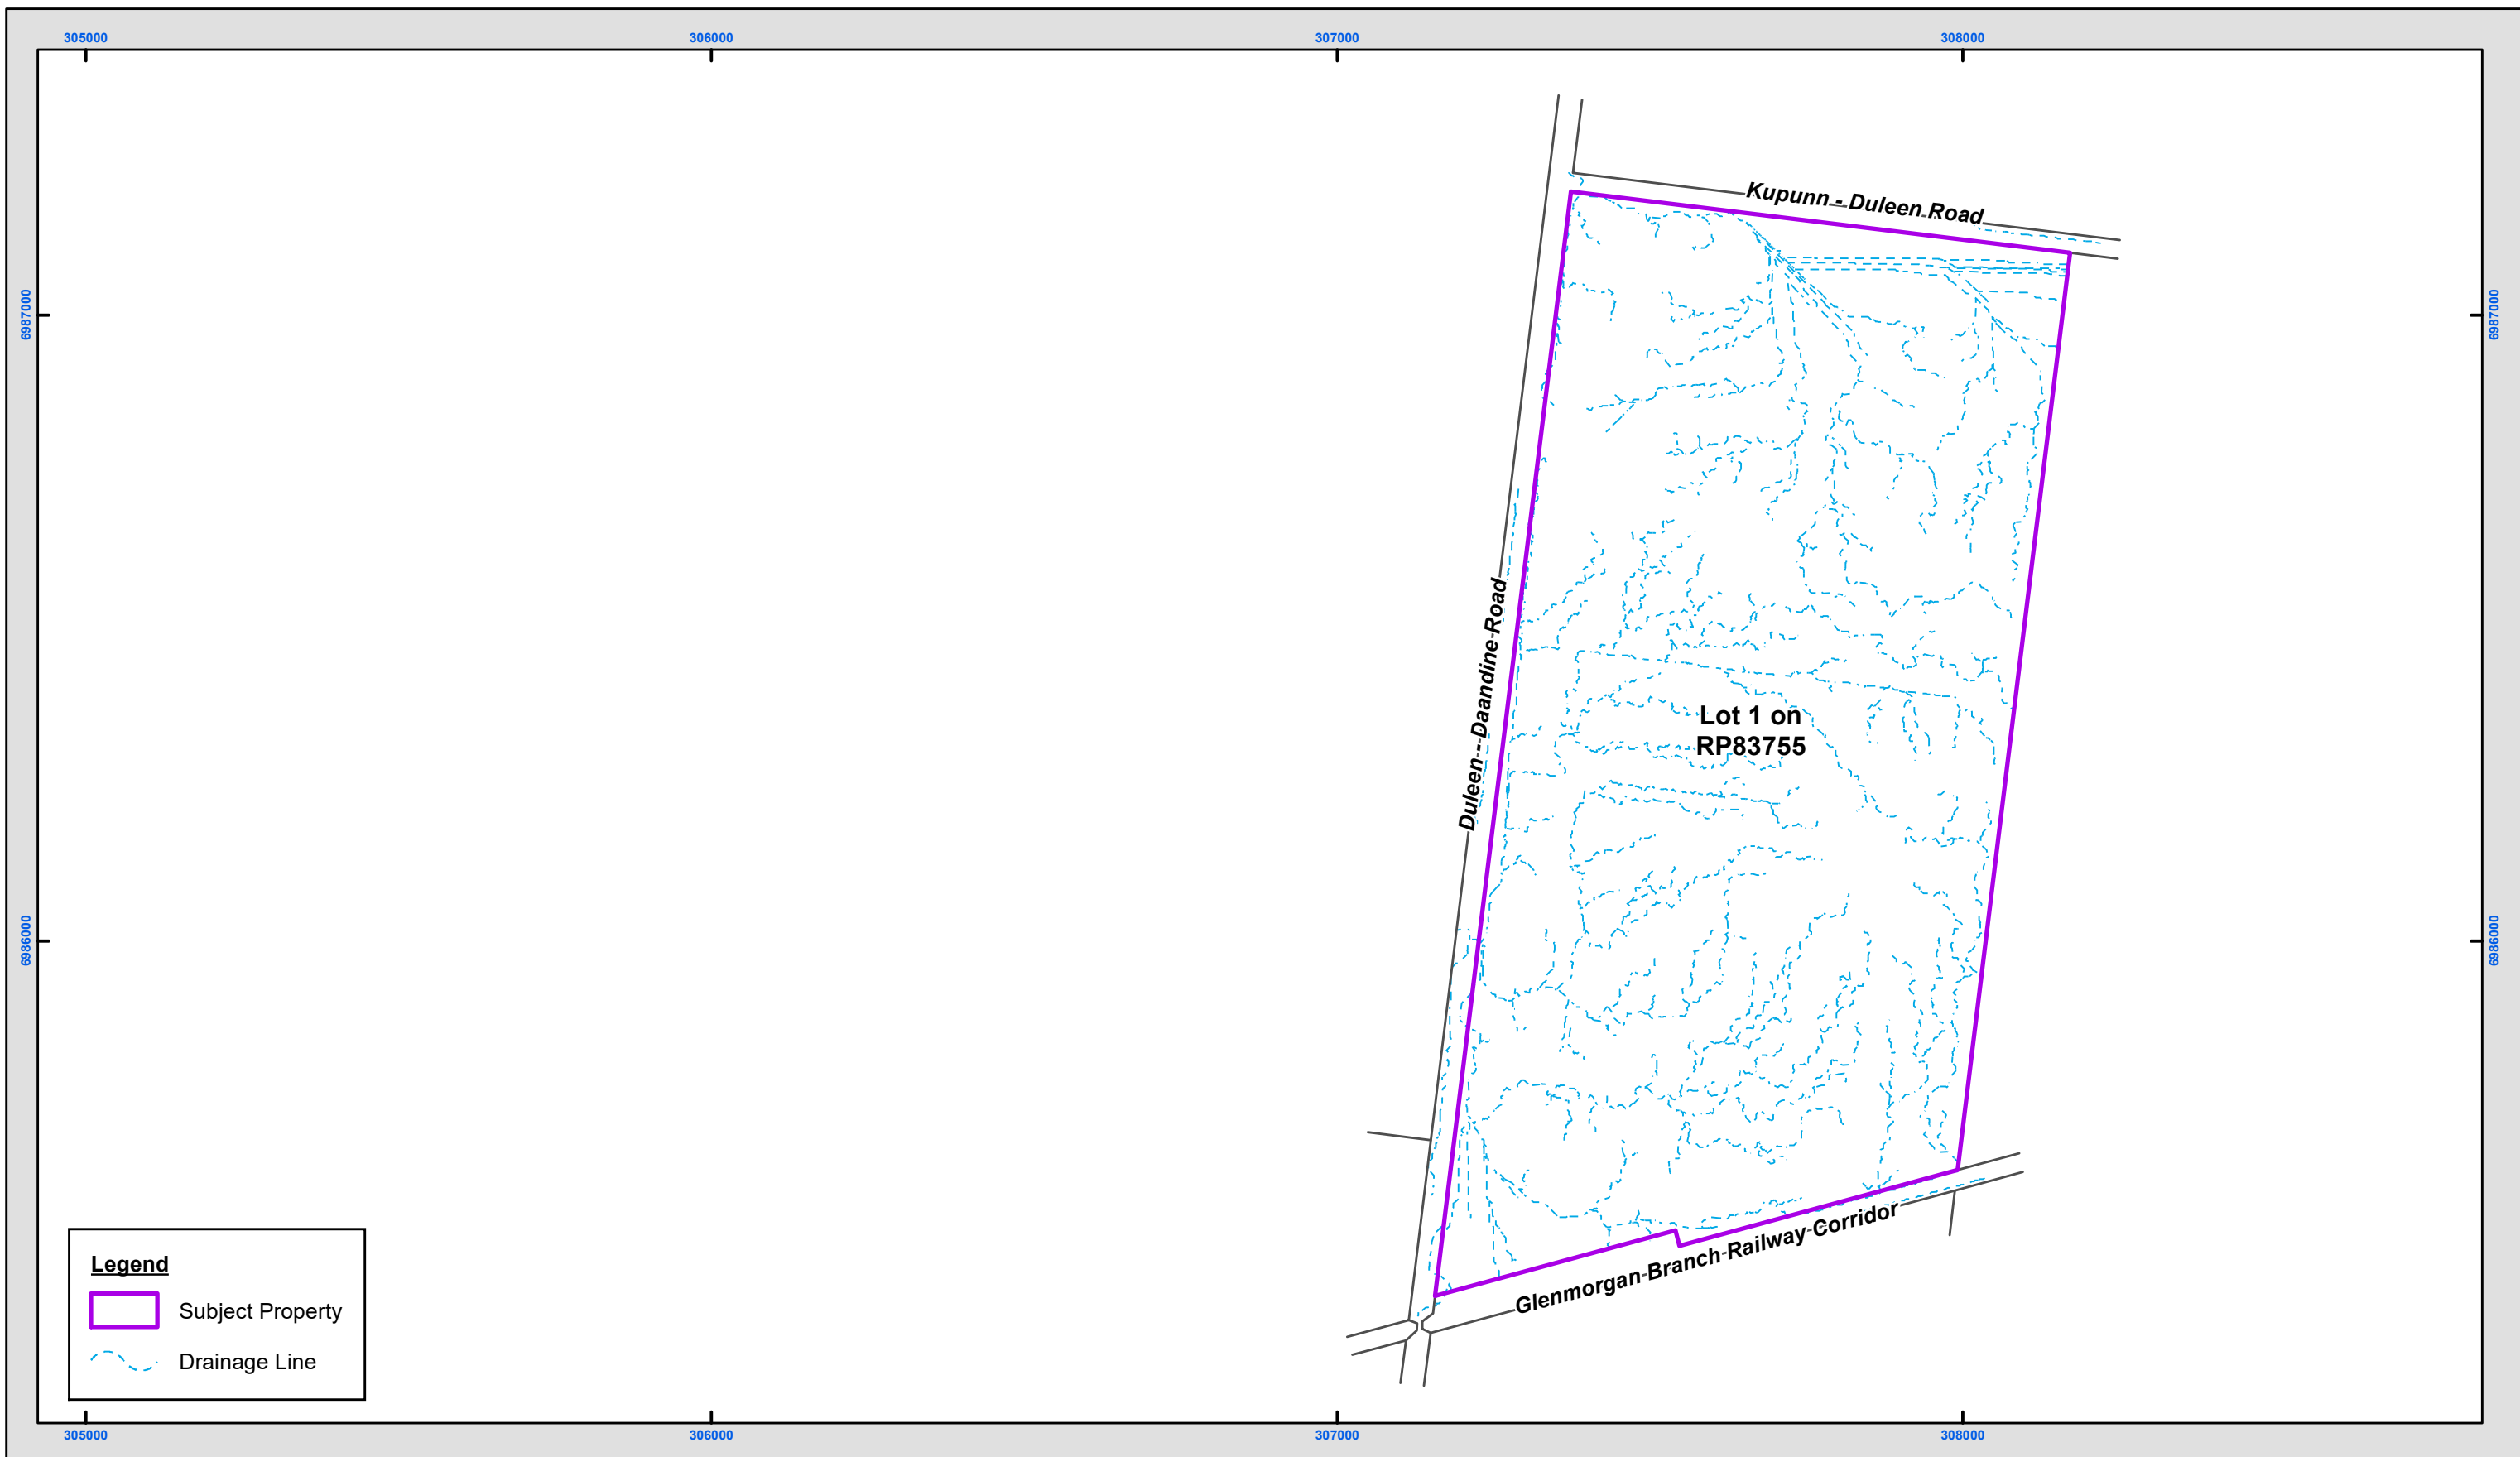 305000
306000
307000
308000
Kupunn - Duleen Road
6987000
6987000
Duleen - Daandine Road
Lot 1 on
RP83755
6986000
6986000
Glenmorgan Branch Railway Corridor
Legend
Subject Property
Drainage Line
305000
306000
307000
308000